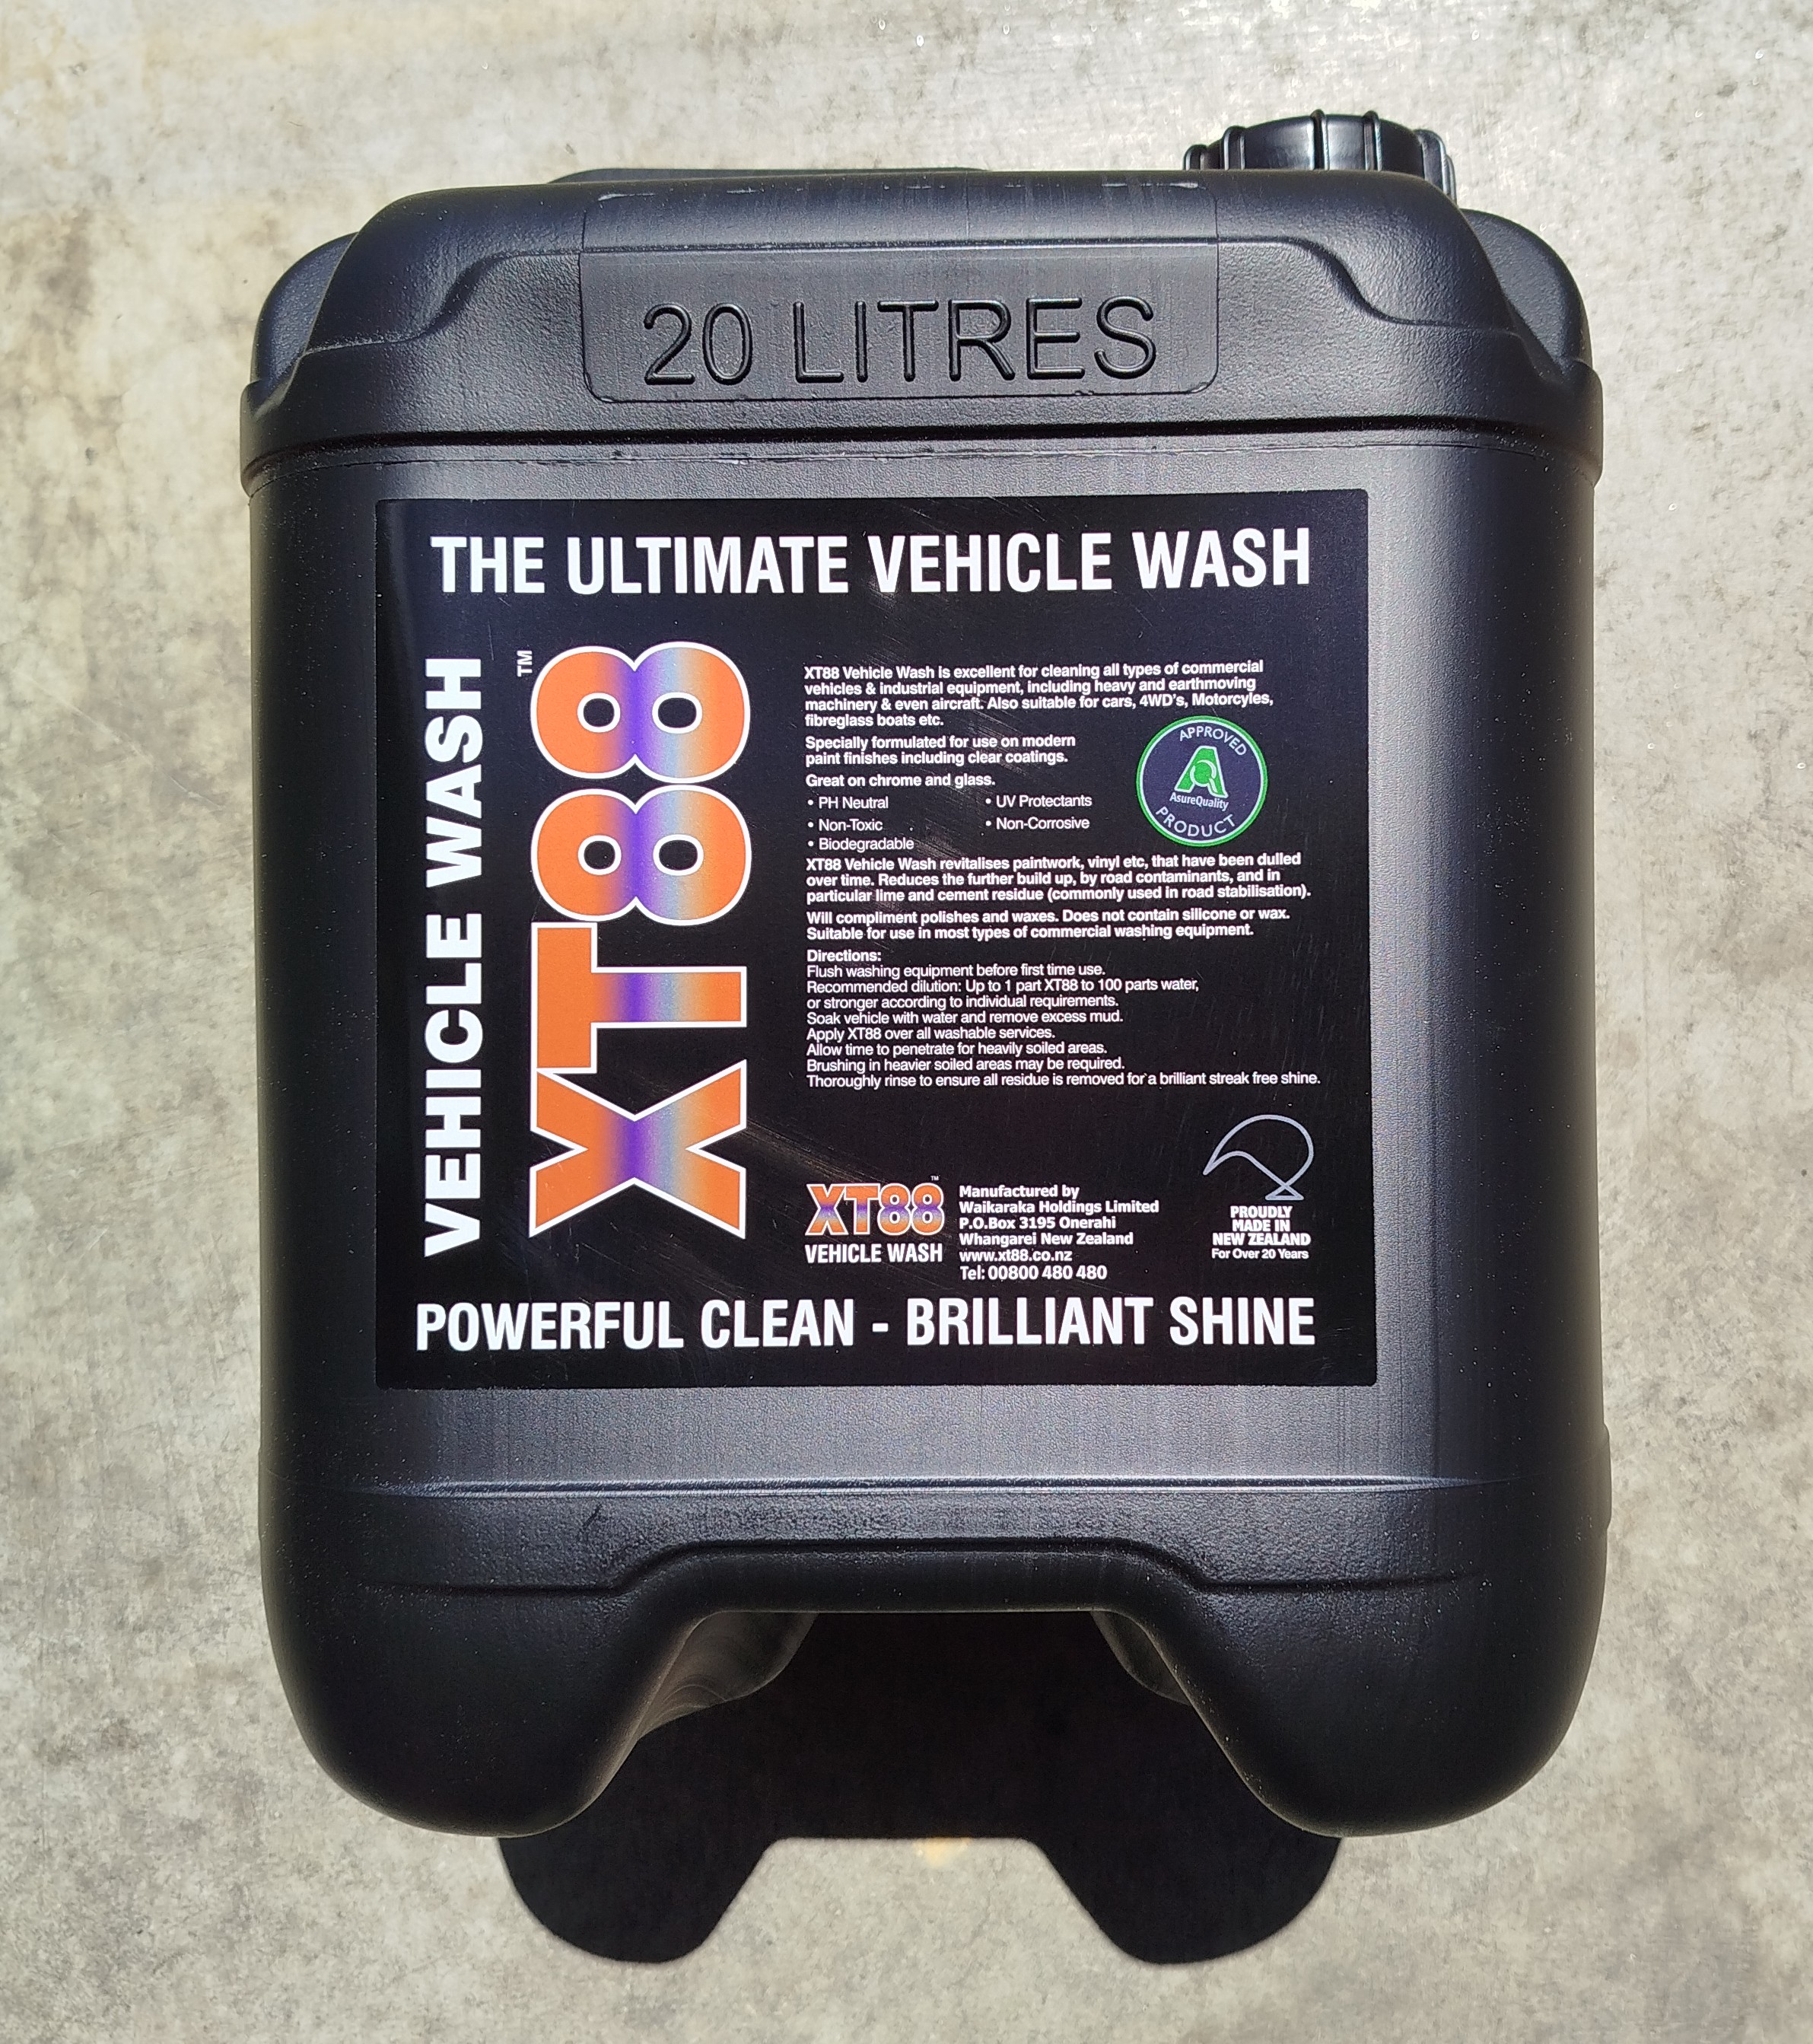 20 LITRES
THE ULTIMATE VEHICLE WASH
VEHICLE WASH
XT88™
XT88 Vehicle Wash is excellent for cleaning all types of commercial
vehicles & industrial equipment, including heavy and earthmoving
machinery & even aircraft. Also suitable for cars, 4WD's, Motorcyles,
fibreglass boats etc.
Specially formulated for use on modern
paint finishes including clear coatings.
Great on chrome and glass.
• PH Neutral
• Non-Toxic
• Biodegradable
• UV Protectants
• Non-Corrosive
APPROVED
AsureQuality
PRODUCT
XT88 Vehicle Wash revitalises paintwork, vinyl etc, that have been dulled
over time. Reduces the further build up, by road contaminants, and in
particular lime and cement residue (commonly used in road stabilisation).
Will compliment polishes and waxes. Does not contain silicone or wax.
Suitable for use in most types of commercial washing equipment.
Directions:
Flush washing equipment before first time use.
Recommended dilution: Up to 1 part XT88 to 100 parts water,
or stronger according to individual requirements.
Soak vehicle with water and remove excess mud.
Apply XT88 over all washable services.
Allow time to penetrate for heavily soiled areas.
Brushing in heavier soiled areas may be required.
Thoroughly rinse to ensure all residue is removed for a brilliant streak free shine.
XT88™
VEHICLE WASH
Manufactured by
Waikaraka Holdings Limited
P.O.Box 3195 Onerahi
Whangarei New Zealand
www.xt88.co.nz
Tel: 00800 480 480
PROUDLY
MADE IN
NEW ZEALAND
For Over 20 Years
POWERFUL CLEAN - BRILLIANT SHINE